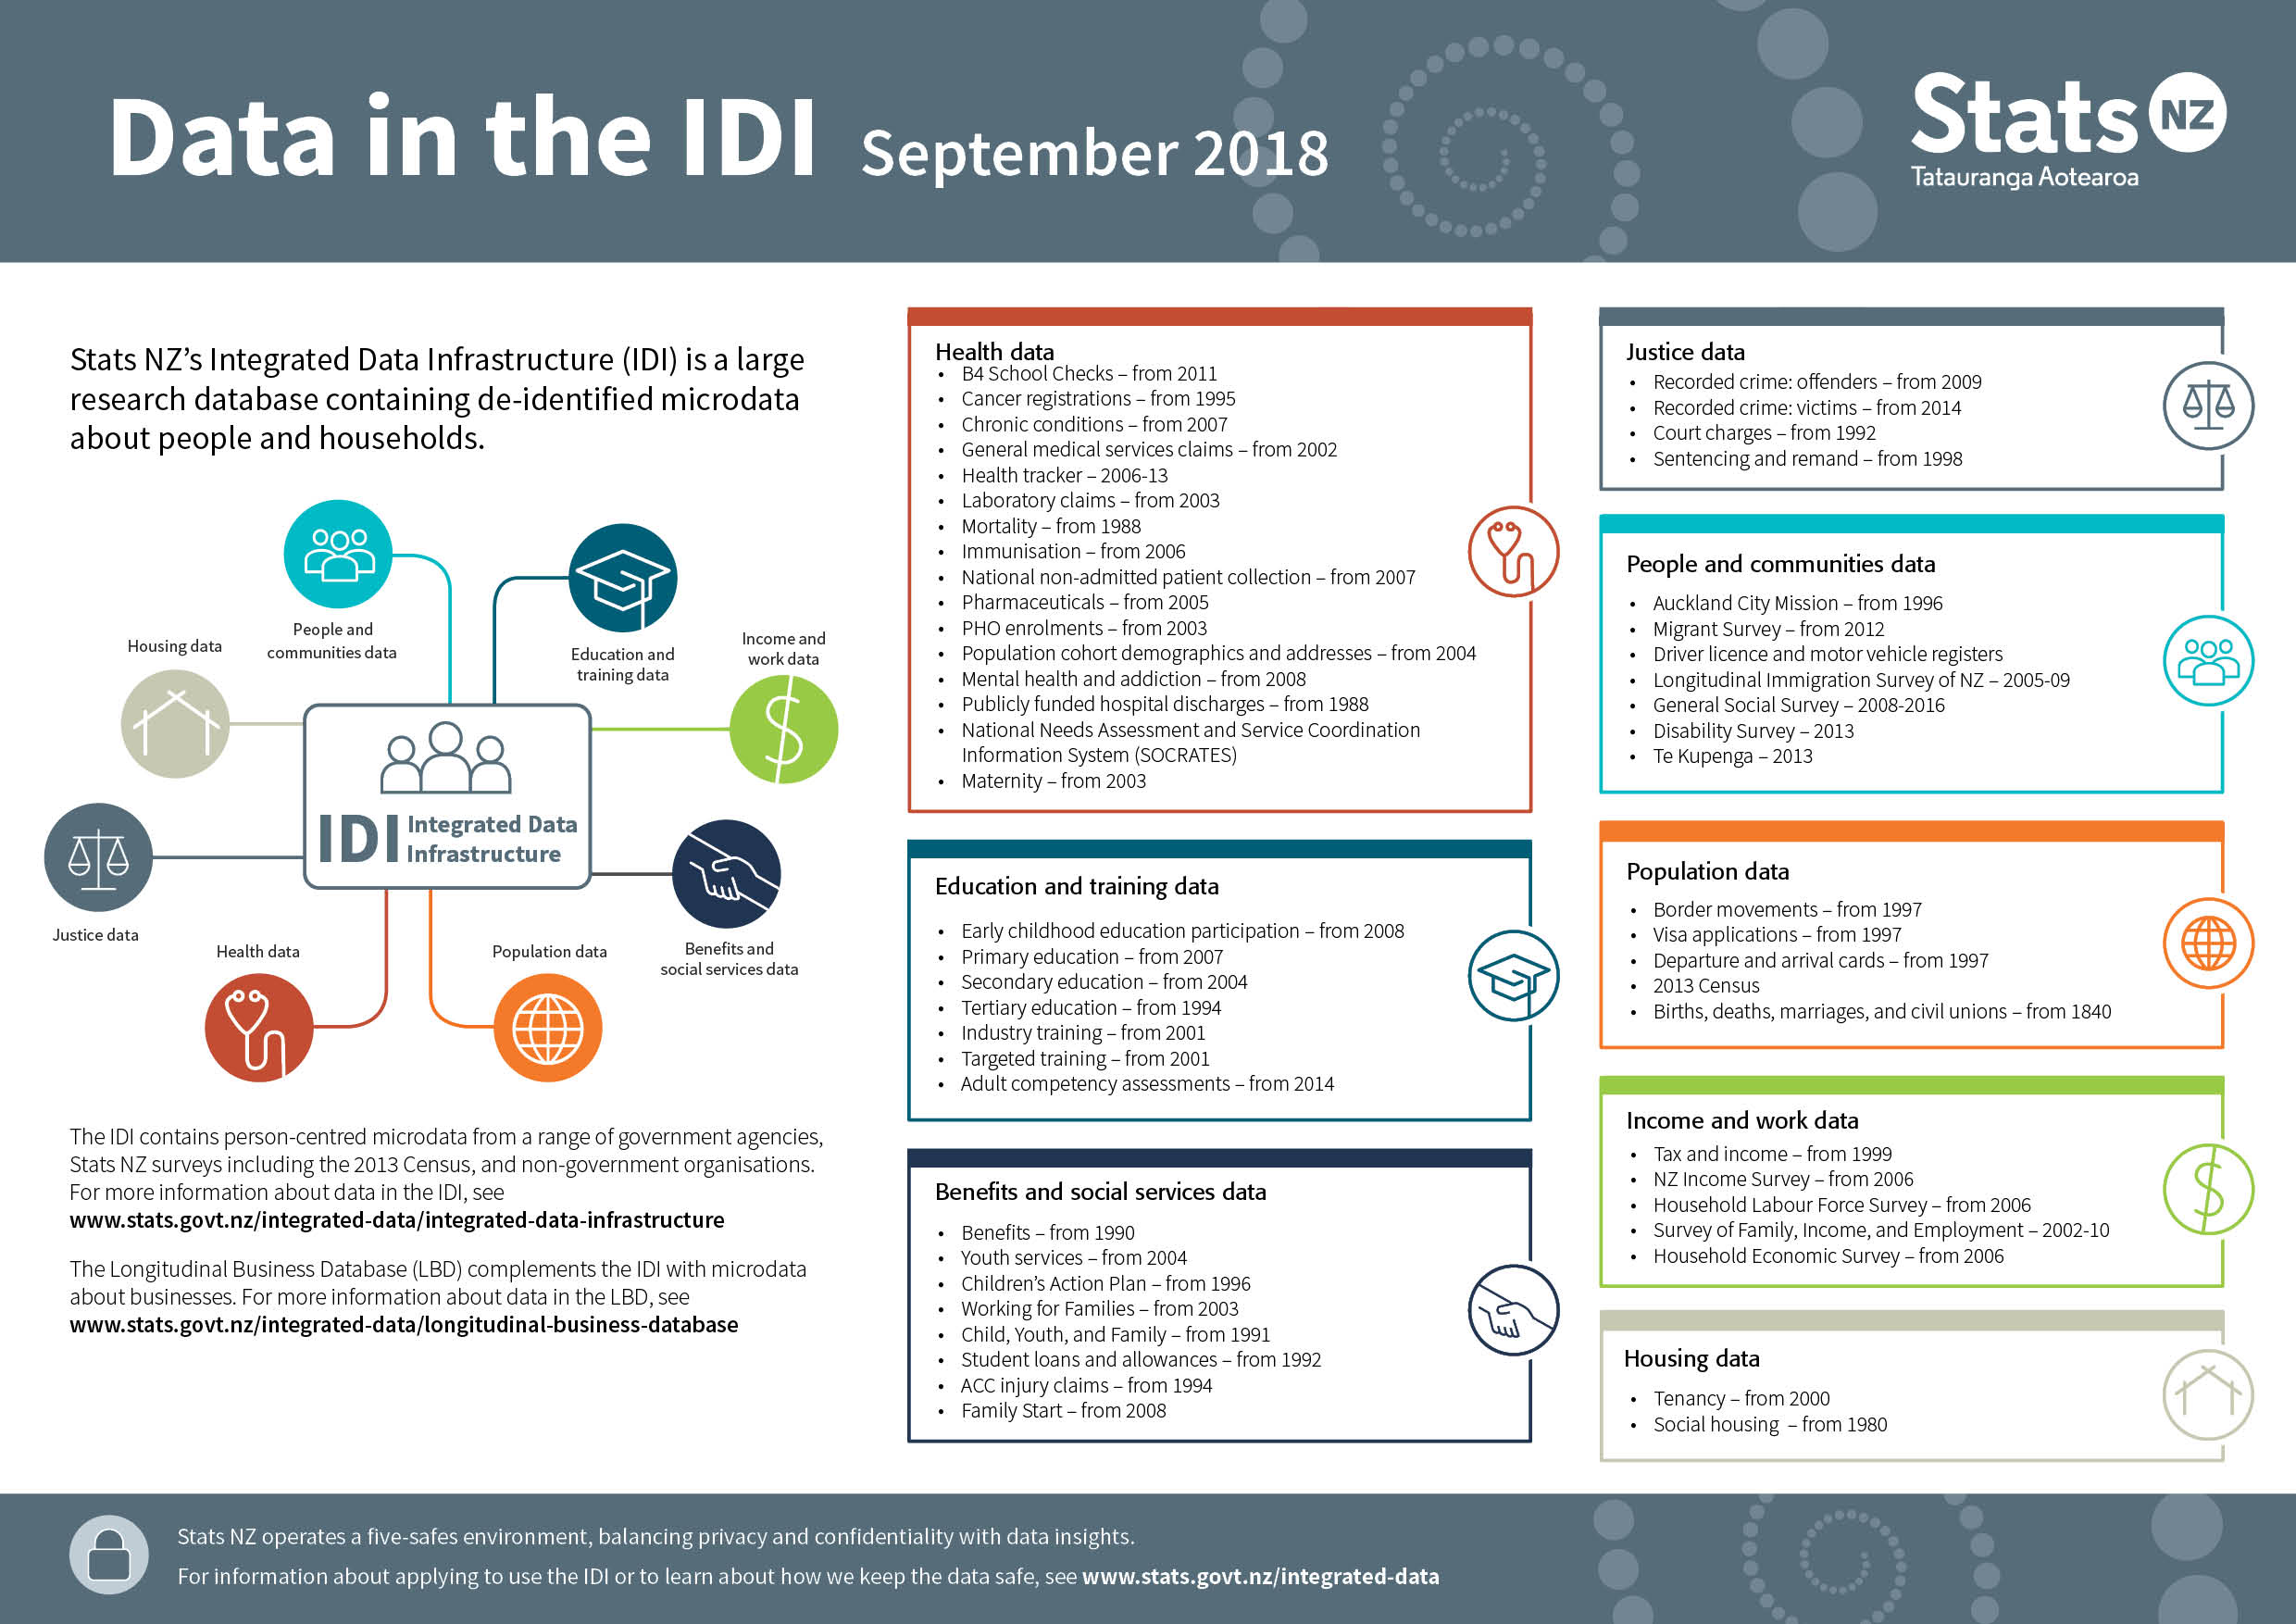 Data in the IDI September 2018
Stats NZ
Tatauranga Aotearoa
Stats NZ’s Integrated Data Infrastructure (IDI) is a large
research database containing de-identified microdata
about people and households.
People and
communities data
Education and
training data
Housing data
Income and
work data
IDI Integrated Data
Infrastructure
Justice data
Health data
Population data
Benefits and
social services data
The IDI contains person-centred microdata from a range of government agencies,
Stats NZ surveys including the 2013 Census, and non-government organisations.
For more information about data in the IDI, see
www.stats.govt.nz/integrated-data/integrated-data-infrastructure
The Longitudinal Business Database (LBD) complements the IDI with microdata
about businesses. For more information about data in the LBD, see
www.stats.govt.nz/integrated-data/longitudinal-business-database
Health data
• B4 School Checks – from 2011
• Cancer registrations – from 1995
• Chronic conditions – from 2007
• General medical services claims – from 2002
• Health tracker – 2006-13
• Laboratory claims – from 2003
• Mortality – from 1988
• Immunisation – from 2006
• National non-admitted patient collection – from 2007
• Pharmaceuticals – from 2005
• PHO enrolments – from 2003
• Population cohort demographics and addresses – from 2004
• Mental health and addiction – from 2008
• Publicly funded hospital discharges – from 1988
• National Needs Assessment and Service Coordination
Information System (SOCRATES)
• Maternity – from 2003
Education and training data
• Early childhood education participation – from 2008
• Primary education – from 2007
• Secondary education – from 2004
• Tertiary education – from 1994
• Industry training – from 2001
• Targeted training – from 2001
• Adult competency assessments – from 2014
Benefits and social services data
• Benefits – from 1990
• Youth services – from 2004
• Children’s Action Plan – from 1996
• Working for Families – from 2003
• Child, Youth, and Family – from 1991
• Student loans and allowances – from 1992
• ACC injury claims – from 1994
• Family Start – from 2008
Justice data
• Recorded crime: offenders – from 2009
• Recorded crime: victims – from 2014
• Court charges – from 1992
• Sentencing and remand – from 1998
People and communities data
• Auckland City Mission – from 1996
• Migrant Survey – from 2012
• Driver licence and motor vehicle registers
• Longitudinal Immigration Survey of NZ – 2005-09
• General Social Survey – 2008-2016
• Disability Survey – 2013
• Te Kupenga – 2013
Population data
• Border movements – from 1997
• Visa applications – from 1997
• Departure and arrival cards – from 1997
• 2013 Census
• Births, deaths, marriages, and civil unions – from 1840
Income and work data
• Tax and income – from 1999
• NZ Income Survey – from 2006
• Household Labour Force Survey – from 2006
• Survey of Family, Income, and Employment – 2002-10
• Household Economic Survey – from 2006
Housing data
• Tenancy – from 2000
• Social housing – from 1980
Stats NZ operates a five-safes environment, balancing privacy and confidentiality with data insights.
For information about applying to use the IDI or to learn about how we keep the data safe, see www.stats.govt.nz/integrated-data